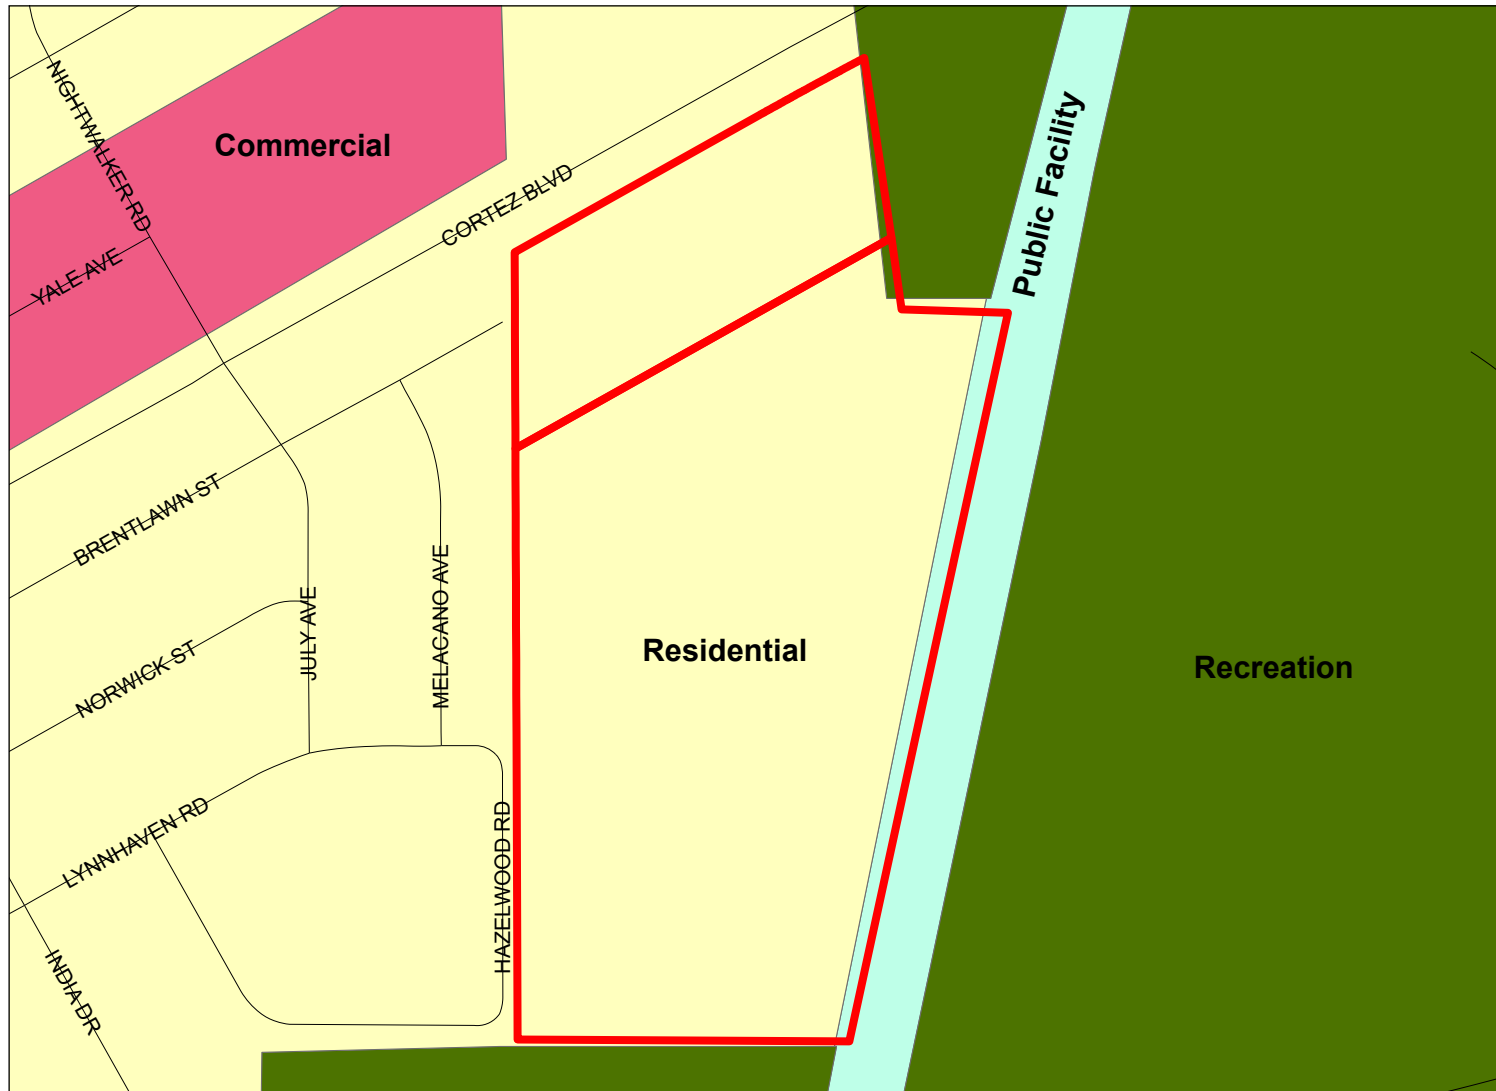 NIGHTWALKER RD
Commercial
Public Facility
CORTEZ BLVD
YALE AVE
BRENTLAWN ST
JULY AVE
MELACANO AVE
NORWICK ST
Residential
Recreation
LYNNHAVEN RD
HAZELWOOD RD
INDIA DR